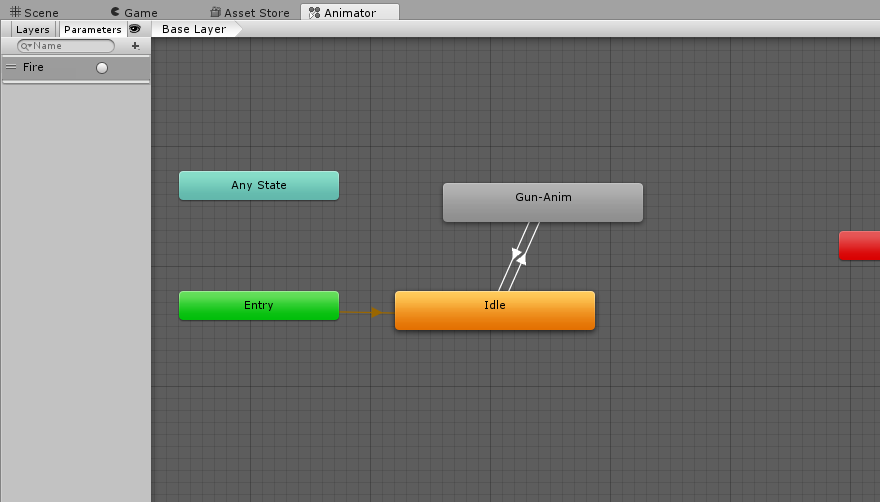 Scene
Game
Asset Store
Animator
Layers
Parameters
Base Layer
Name
Fire
Any State
Gun-Anim
Entry
Idle